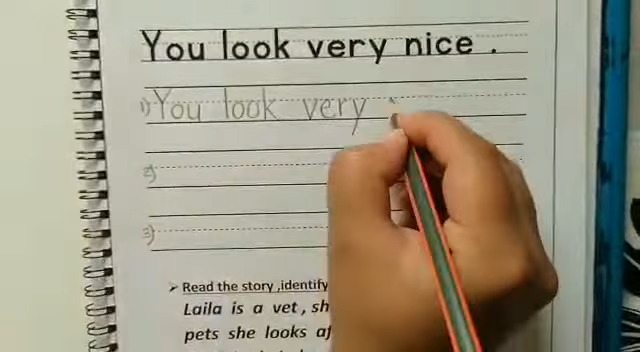 You look very nice .
1) You look very
2)
3)
➤ Read the story ,identify
Laila is a vet , sh
pets she looks af